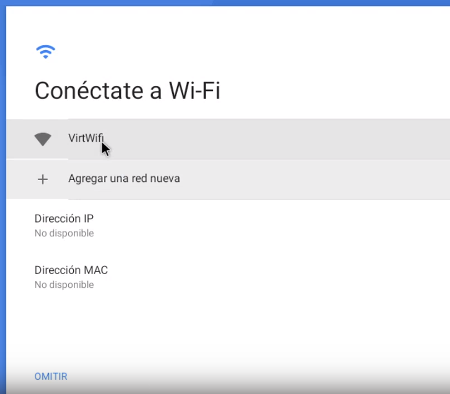 Conéctate a Wi-Fi
VirtWifi
Agregar una red nueva
Dirección IP
No disponible
Dirección MAC
No disponible
OMITIR